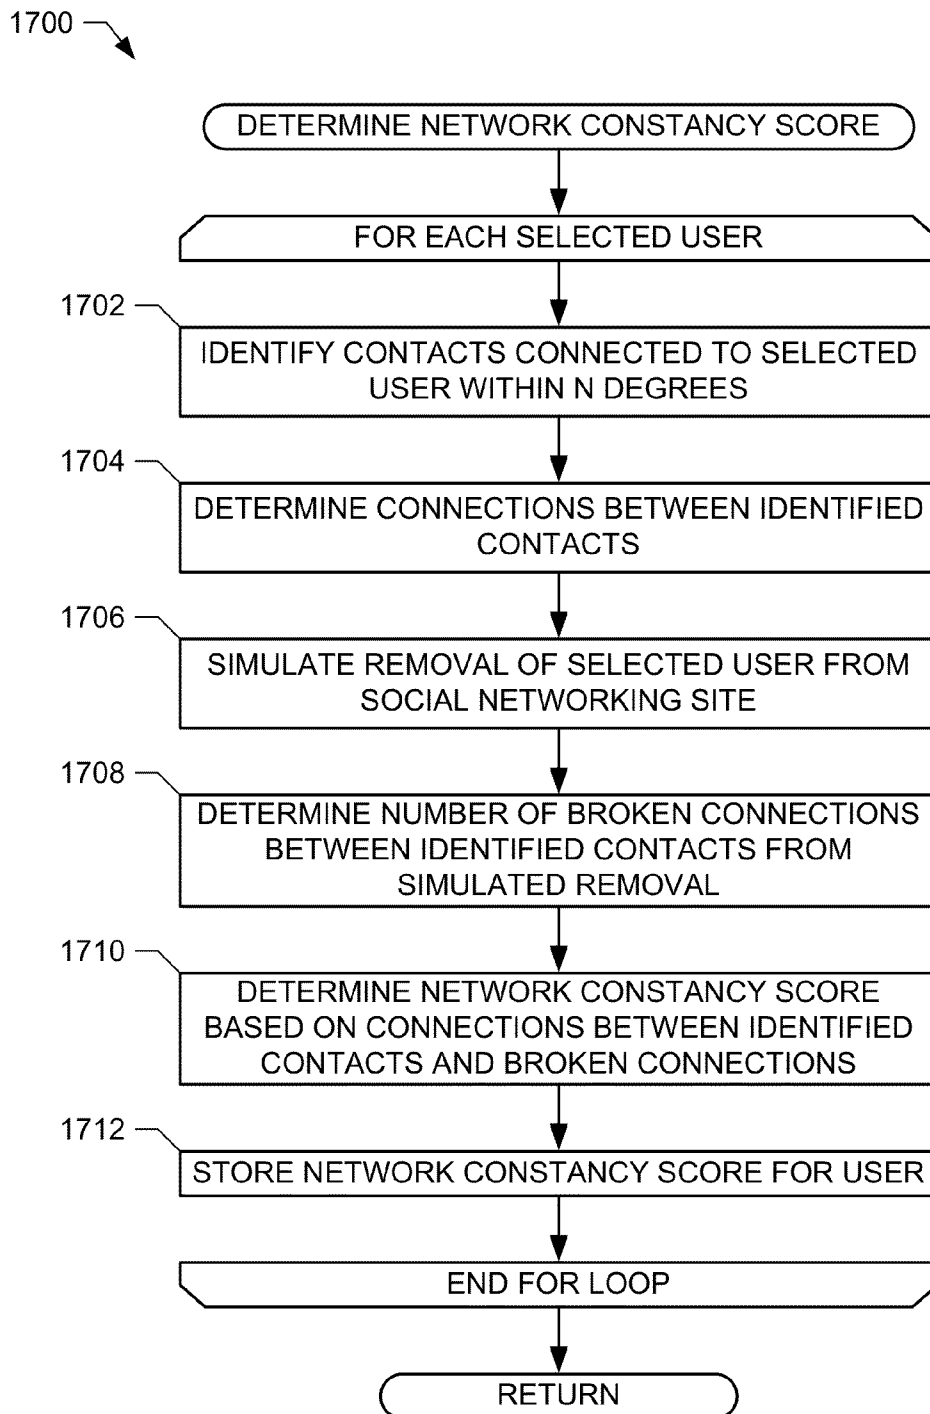 1700
DETERMINE NETWORK CONSTANCY SCORE
FOR EACH SELECTED USER
1702
IDENTIFY CONTACTS CONNECTED TO SELECTED
USER WITHIN N DEGREES
1704
DETERMINE CONNECTIONS BETWEEN IDENTIFIED
CONTACTS
1706
SIMULATE REMOVAL OF SELECTED USER FROM
SOCIAL NETWORKING SITE
1708
DETERMINE NUMBER OF BROKEN CONNECTIONS
BETWEEN IDENTIFIED CONTACTS FROM
SIMULATED REMOVAL
1710
DETERMINE NETWORK CONSTANCY SCORE
BASED ON CONNECTIONS BETWEEN IDENTIFIED
CONTACTS AND BROKEN CONNECTIONS
1712
STORE NETWORK CONSTANCY SCORE FOR USER
END FOR LOOP
RETURN